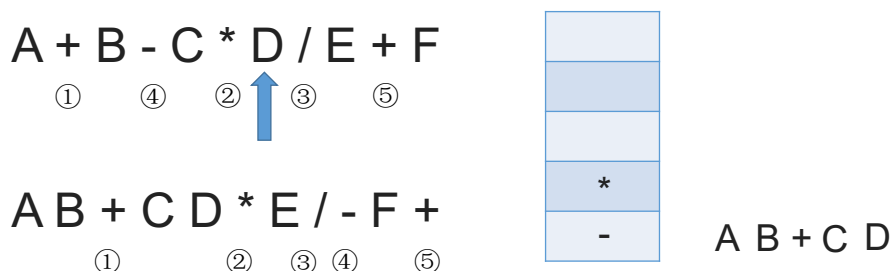 A + B - C * D / E + F
① ④ ② ③ ⑤
A B + C D * E / - F +
① ② ③ ④ ⑤
*
-
A B + C D